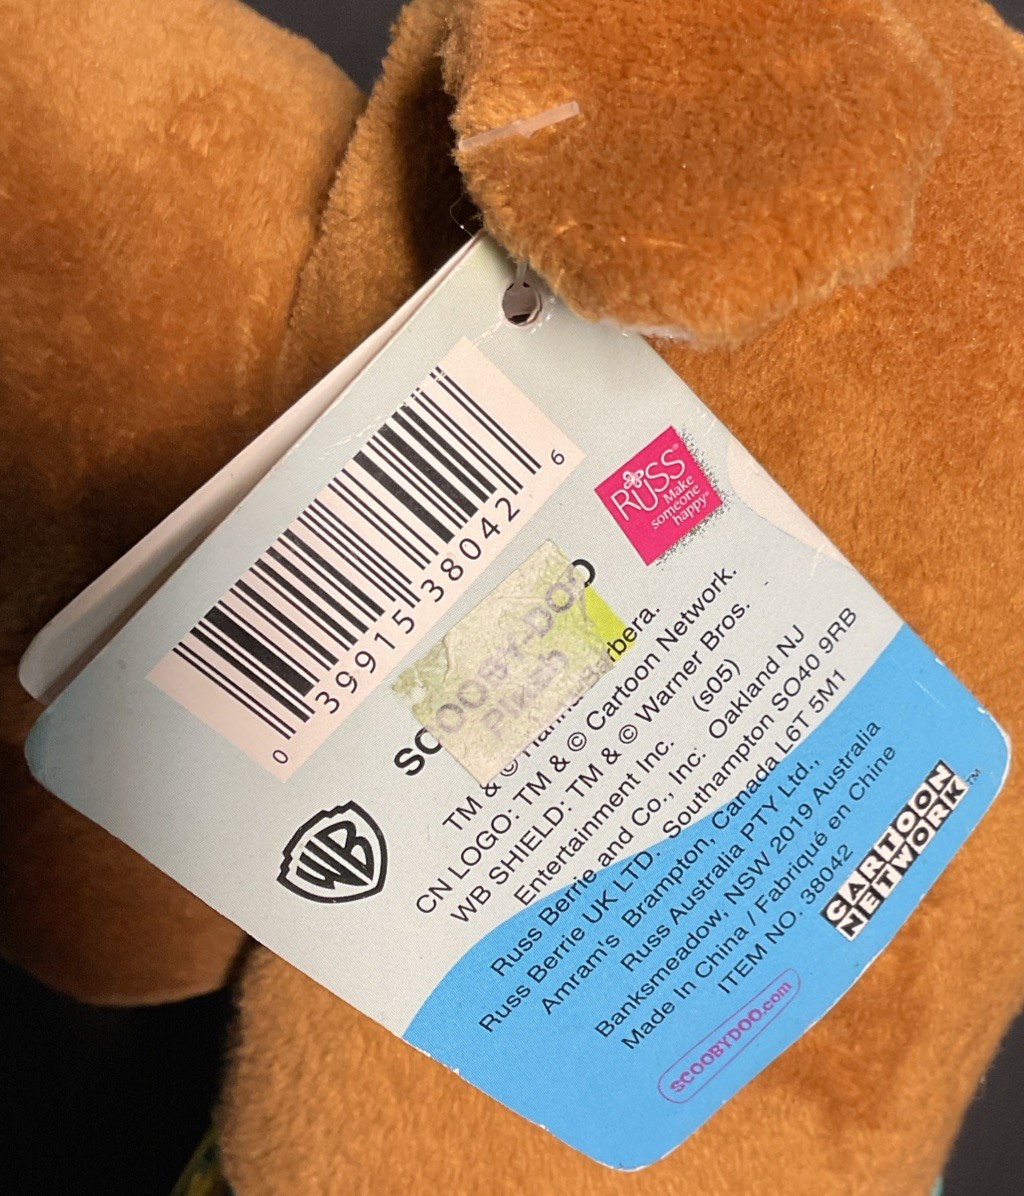 0 39915 38042 6
RUSS®
Make
someone
happy®
SCOOBY-DOO
TM & © Hanna-Barbera.
CN LOGO: TM & © Cartoon Network.
WB SHIELD: TM & © Warner Bros.
Entertainment Inc. (s05)
Russ Berrie and Co., Inc. Oakland NJ
Russ Berrie UK LTD. Southampton SO40 9RB
Amram's Brampton, Canada L6T 5M1
Russ Australia PTY Ltd.,
Banksmeadow, NSW 2019 Australia
Made In China / Fabriqué en Chine
ITEM NO. 38042
SCOOBYDOO.com
WB
CARTOON
NETWORK™